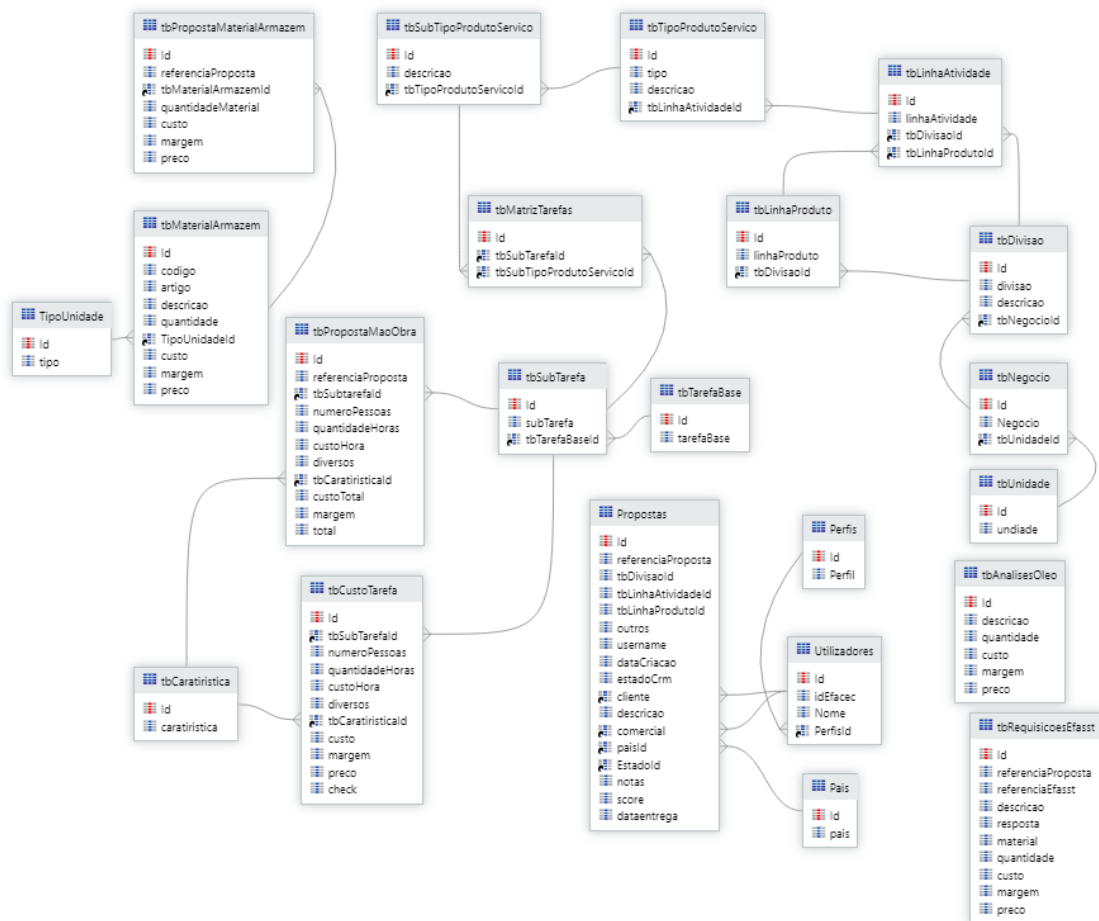 tbPropostaMaterialArmazem
Id
referenciaProposta
tbMaterialArmazemId
quantidadeMaterial
custo
margem
preco
tbSubTipoProdutoServico
Id
descricao
tbTipoProdutoServicoId
tbTipoProdutoServico
Id
tipo
descricao
tbLinhaAtividadeId
tbLinhaAtividade
Id
linhaAtividade
tbDivisaoId
tbLinhaProdutoId
tbMaterialArmazem
Id
codigo
artigo
descricao
quantidade
TipoUnidadeId
custo
margem
preco
tbMatrizTarefas
Id
tbSubTarefaId
tbSubTipoProdutoServicoId
tbLinhaProduto
Id
linhaProduto
tbDivisaoId
tbDivisao
Id
divisao
descricao
tbNegocioId
TipoUnidade
Id
tipo
tbPropostaMaoObra
Id
referenciaProposta
tbSubtarefaId
numeroPessoas
quantidadeHoras
custoHora
diversos
tbCaratiristicaId
custoTotal
margem
total
tbSubTarefa
Id
subTarefa
tbTarefaBaseId
tbTarefaBase
Id
tarefaBase
tbNegocio
Id
Negocio
tbUnidadeId
tbUnidade
Id
undiade
Propostas
Id
referenciaProposta
tbDivisaoId
tbLinhaAtividadeId
tbLinhaProdutoId
outros
username
dataCriacao
estadoCrm
cliente
descricao
comercial
paisId
EstadoId
notas
score
dataentrega
Perfis
Id
Perfil
tbAnalisesOleo
Id
descricao
quantidade
custo
margem
preco
tbCustoTarefa
Id
tbSubTarefaId
numeroPessoas
quantidadeHoras
custoHora
diversos
tbCaratiristicaId
custo
margem
preco
check
Utilizadores
Id
idEfacec
Nome
PerfisId
tbCaratiristica
Id
caratiristica
Pais
Id
pais
tbRequisicoesEfasst
Id
referenciaProposta
referenciaEfasst
descricao
resposta
material
quantidade
custo
margem
preco